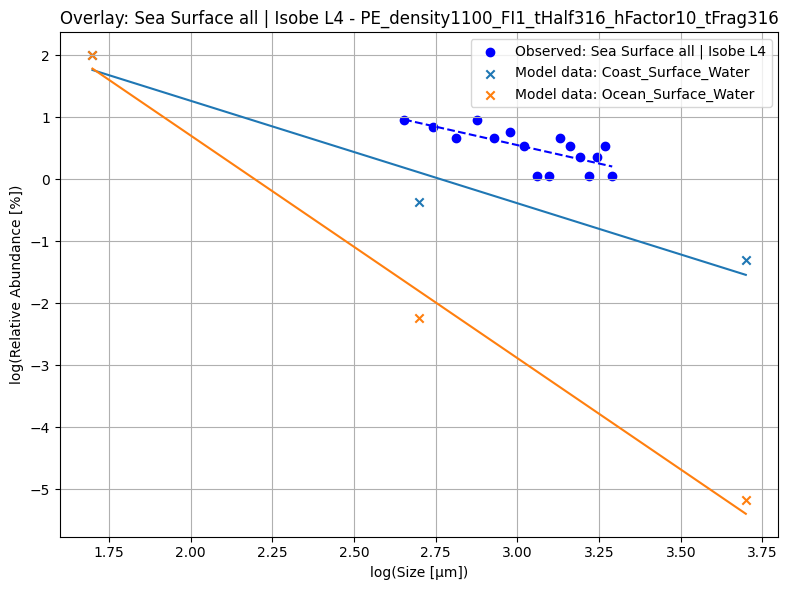 Overlay: Sea Surface all | Isobe L4 - PE_density1100_FI1_tHalf316_hFactor10_tFrag316
Observed: Sea Surface all | Isobe L4
Model data: Coast_Surface_Water
Model data: Ocean_Surface_Water
log(Relative Abundance [%])
2
1
0
−1
−2
−3
−4
−5
1.75
2.00
2.25
2.50
2.75
3.00
3.25
3.50
3.75
log(Size [µm])